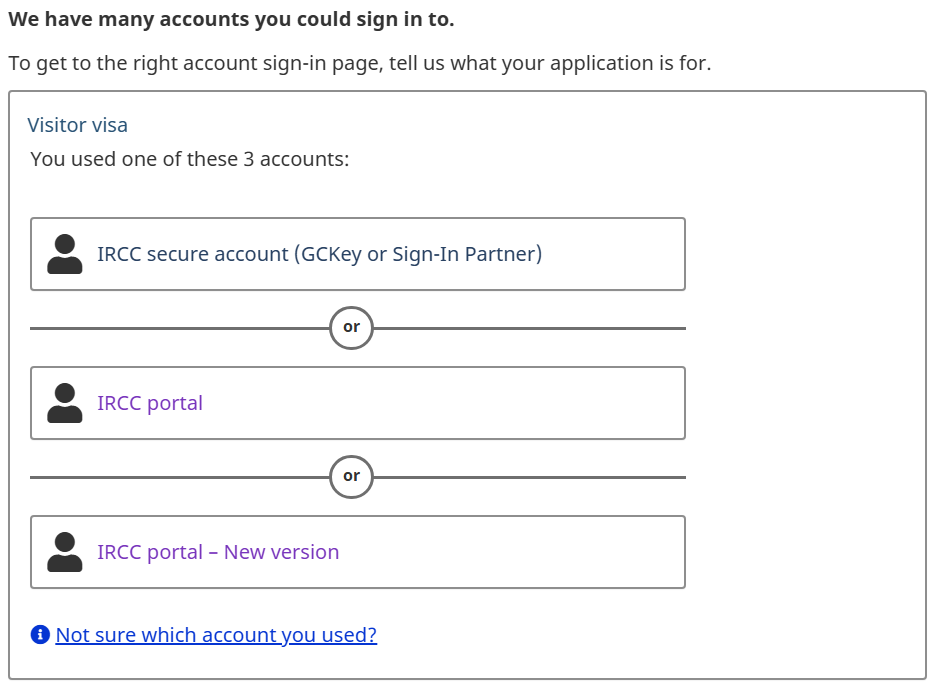 We have many accounts you could sign in to.
To get to the right account sign-in page, tell us what your application is for.
Visitor visa
You used one of these 3 accounts:
IRCC secure account (GCKey or Sign-In Partner)
or
IRCC portal
or
IRCC portal – New version
Not sure which account you used?